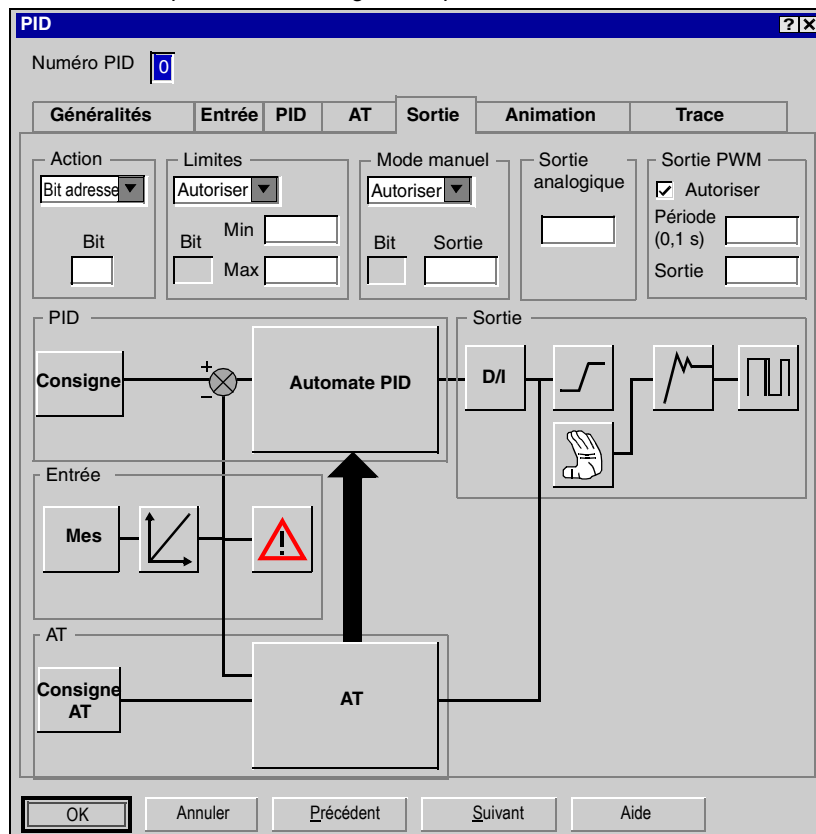 PID
? X
Numéro PID 0
Généralités Entrée PID AT Sortie Animation Trace
Action
Bit adresse
Bit
Limites
Autoriser
Bit
Min
Max
Mode manuel
Autoriser
Bit
Sortie
Sortie
analogique
Sortie PWM
Autoriser
Période
(0,1 s)
Sortie
PID
Consigne
+
−
Automate PID
Sortie
D/I
Entrée
Mes
!
AT
Consigne
AT
AT
OK Annuler Précédent Suivant Aide